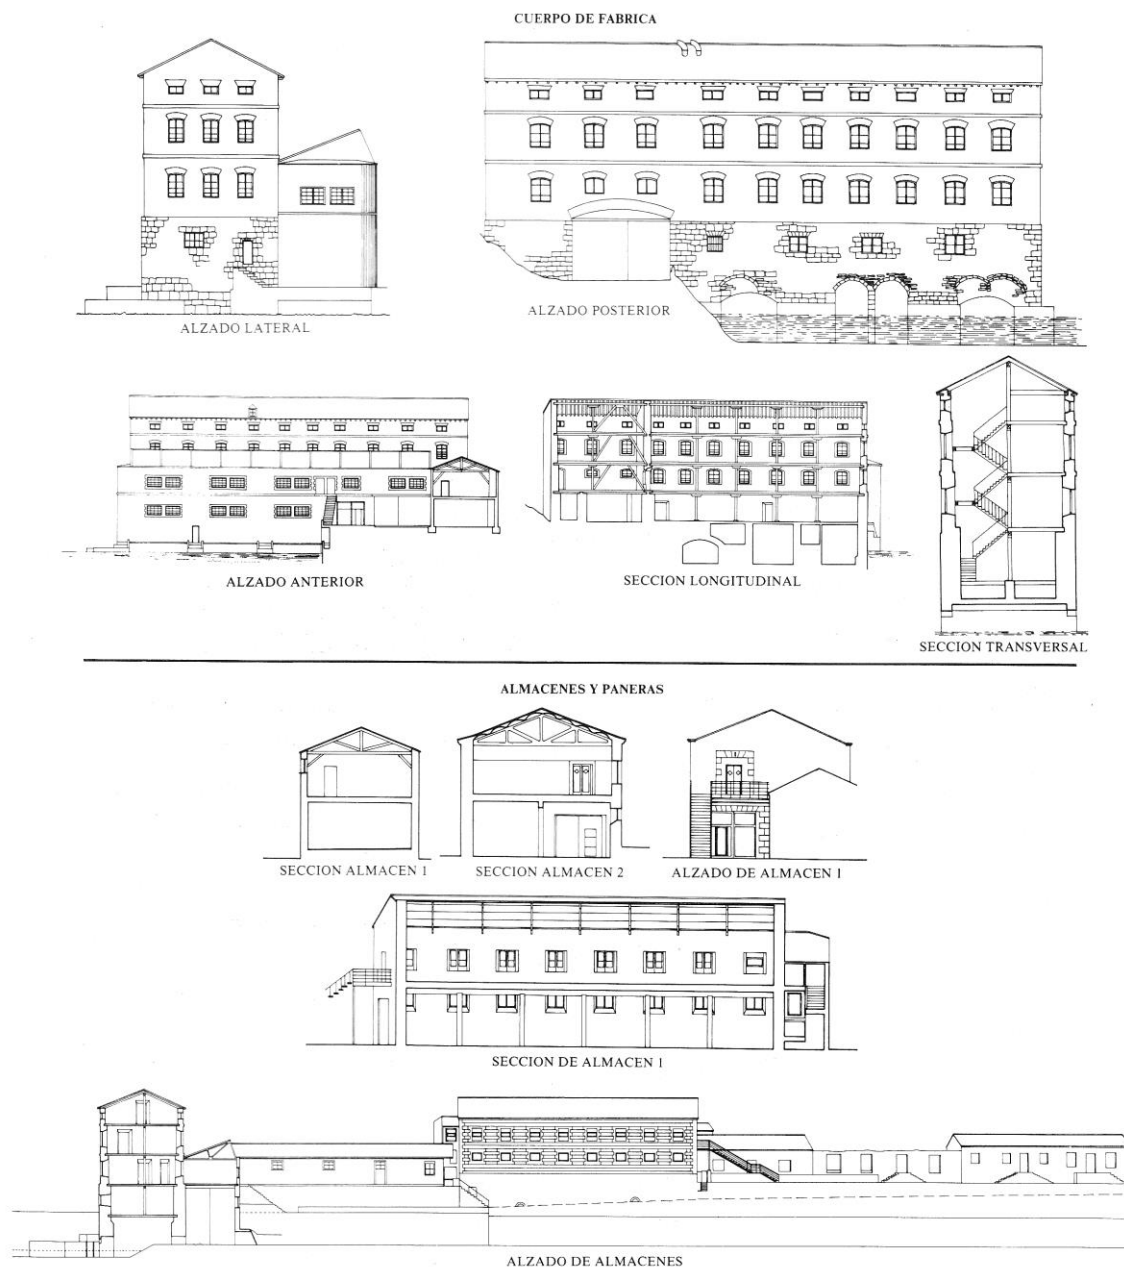 CUERPO DE FABRICA
ALZADO LATERAL
ALZADO POSTERIOR
ALZADO ANTERIOR
SECCION LONGITUDINAL
SECCION TRANSVERSAL
ALMACENES Y PANERAS
SECCION ALMACEN 1
SECCION ALMACEN 2
ALZADO DE ALMACEN 1
SECCION DE ALMACEN 1
ALZADO DE ALMACENES